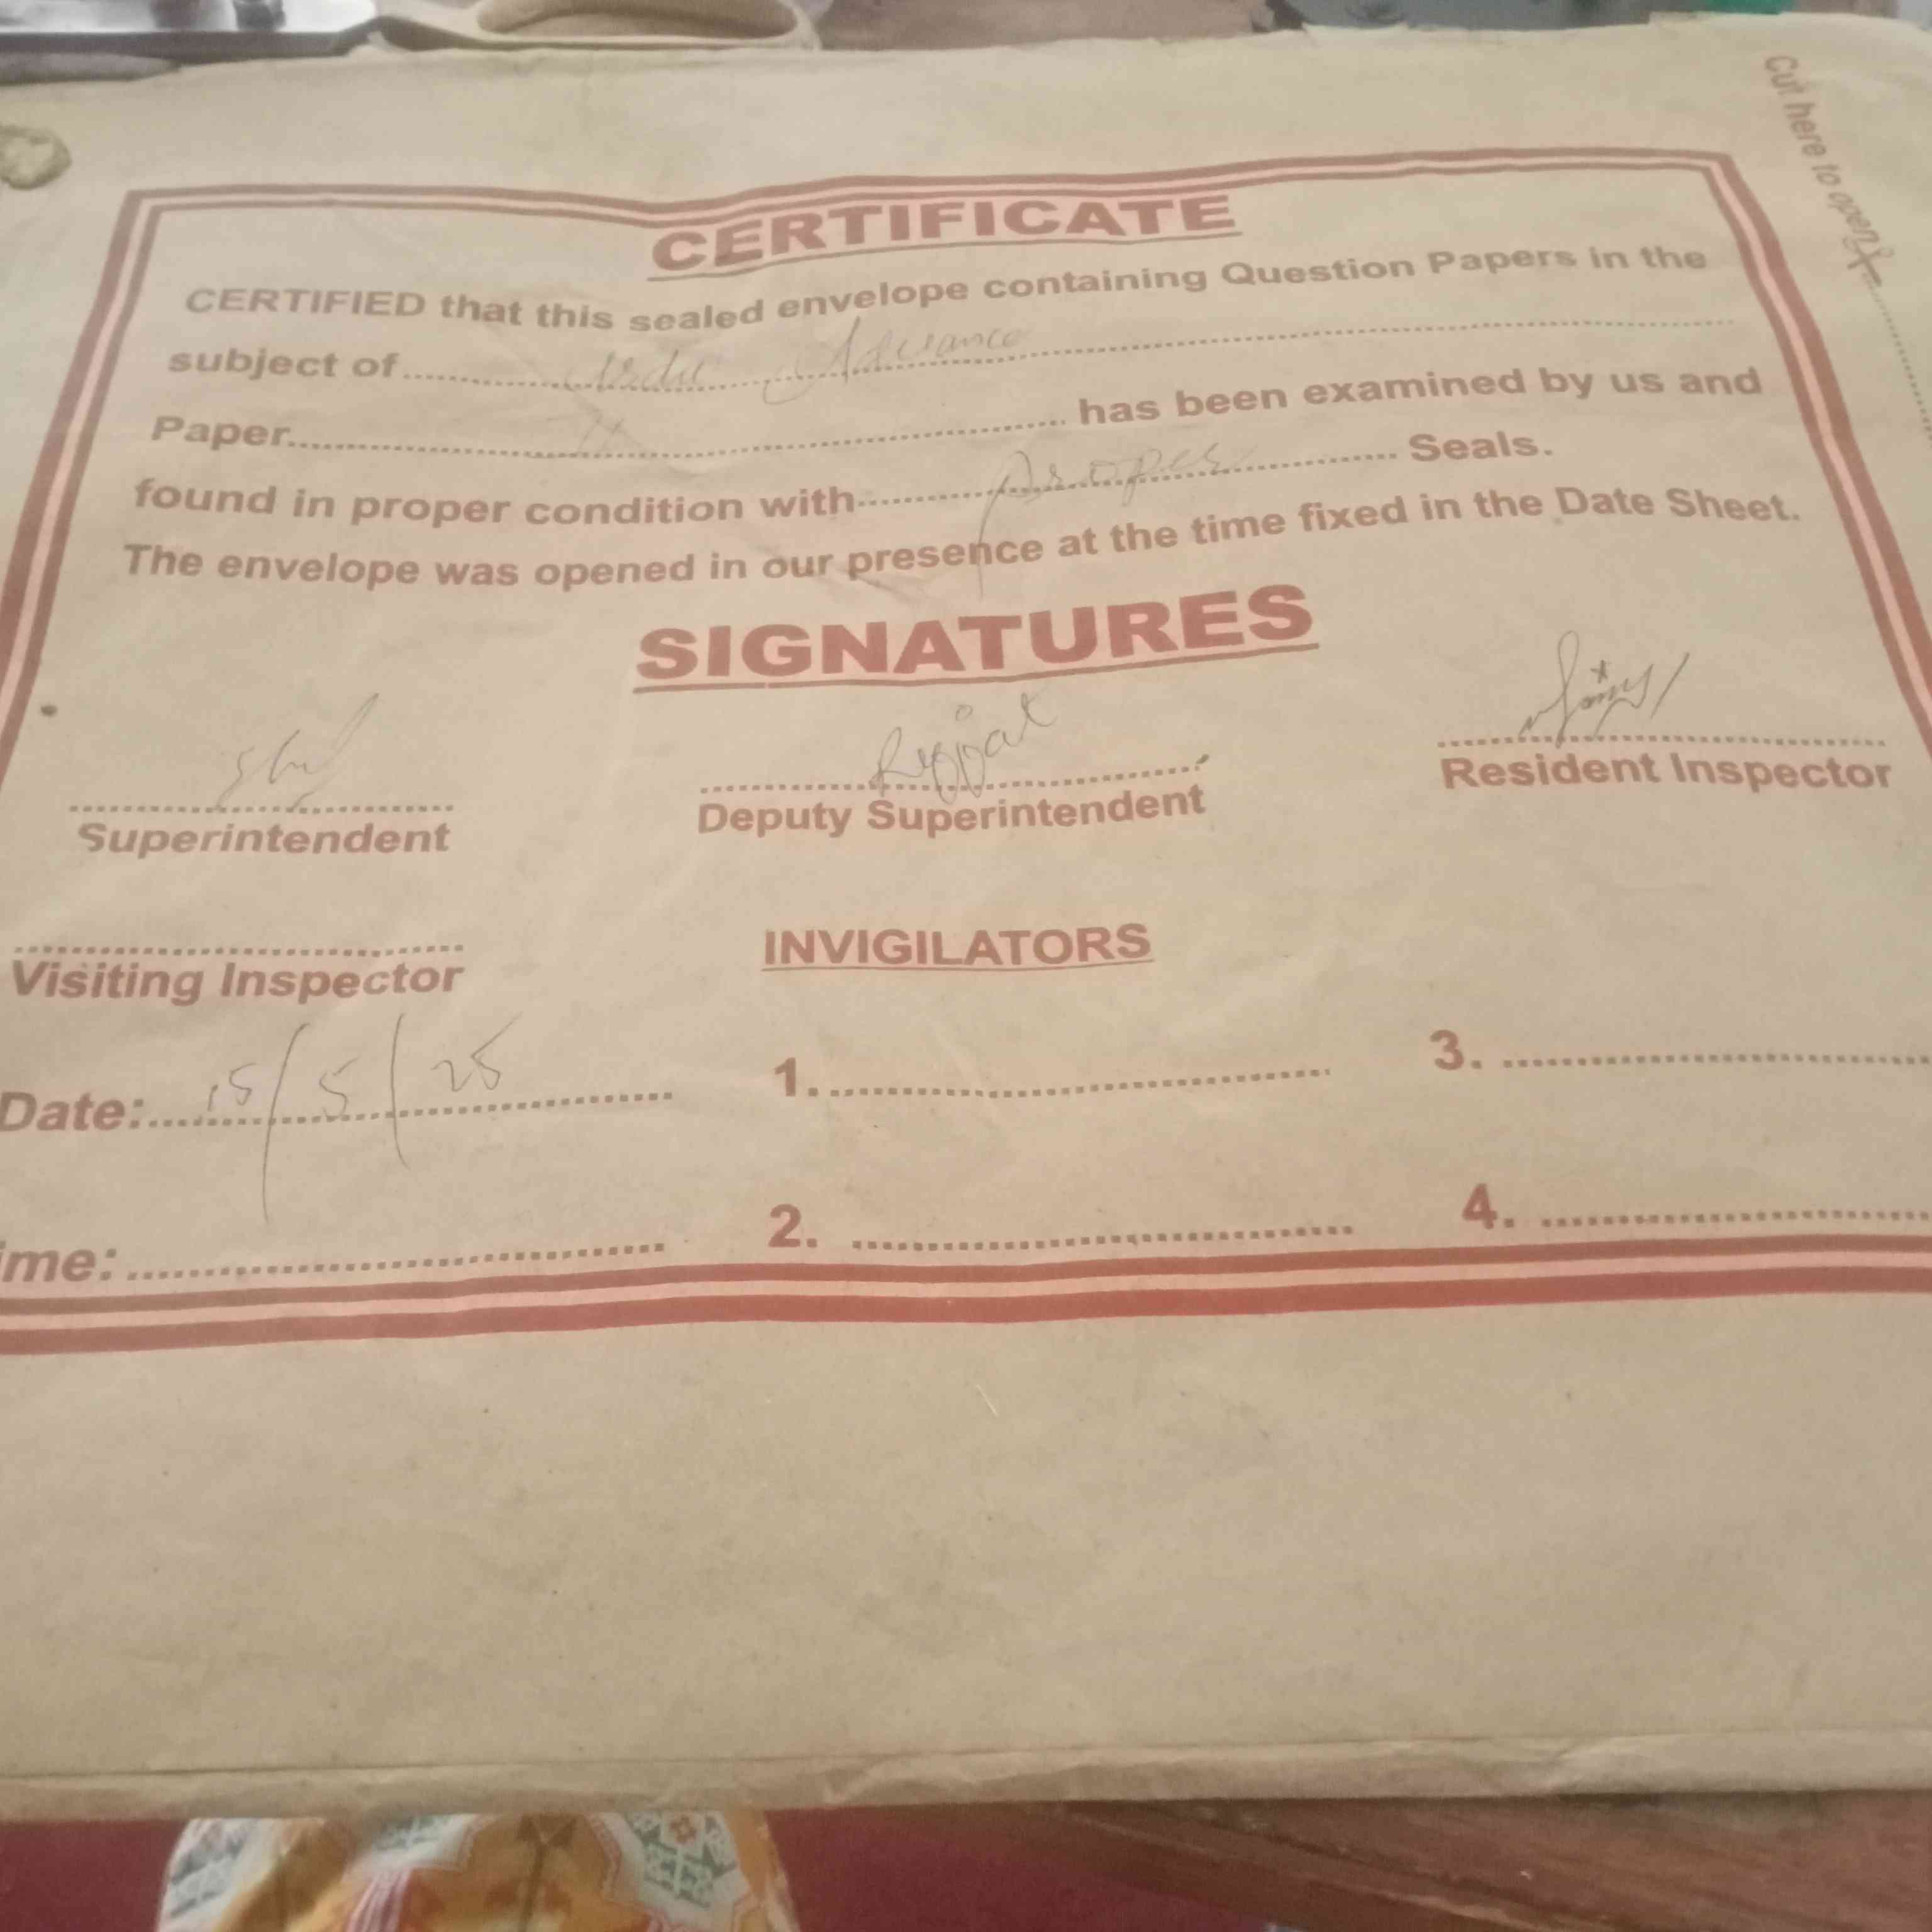 Cut here to open
CERTIFICATE
CERTIFIED that this sealed envelope containing Question Papers in the
subject of........ Urdu Advance ........
Paper........ II ........ has been examined by us and
found in proper condition with........ Proper ........ Seals.
The envelope was opened in our presence at the time fixed in the Date Sheet.
SIGNATURES
Superintendent
Deputy Superintendent
Resident Inspector
Visiting Inspector
INVIGILATORS
Date:........ 15/5/25 ........
1. ........
3. ........
ime: ........
2. ........
4. ........